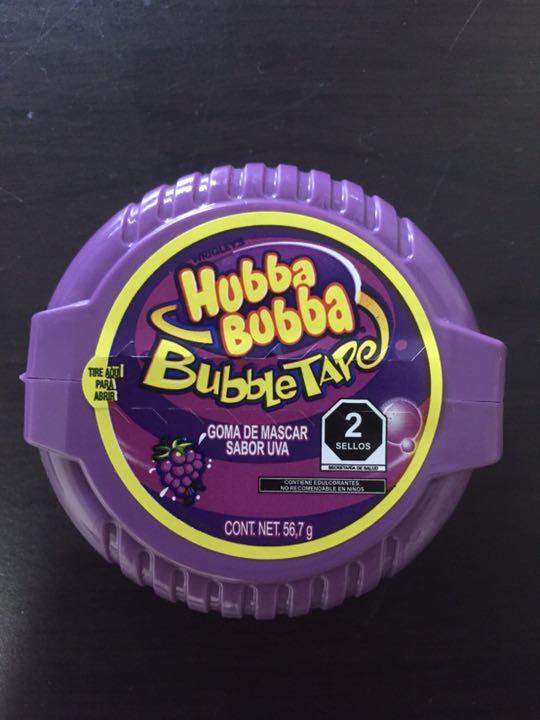 WRIGLEY'S
Hubba
Bubba
BubbleTape
TIRE AQUÍ
PARA
ABRIR
GOMA DE MASCAR
SABOR UVA
2
SELLOS
SECRETARÍA DE SALUD
CONTIENE EDULCORANTES,
NO RECOMENDABLE EN NIÑOS
CONT. NET. 56,7 g